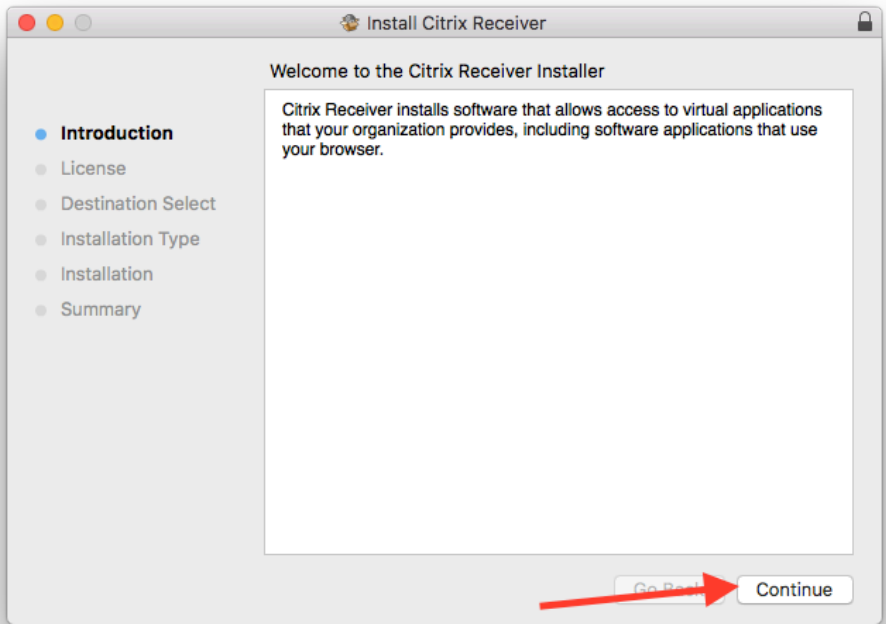 Install Citrix Receiver
Welcome to the Citrix Receiver Installer
Introduction
License
Destination Select
Installation Type
Installation
Summary
Citrix Receiver installs software that allows access to virtual applications
that your organization provides, including software applications that use
your browser.
Go Back
Continue